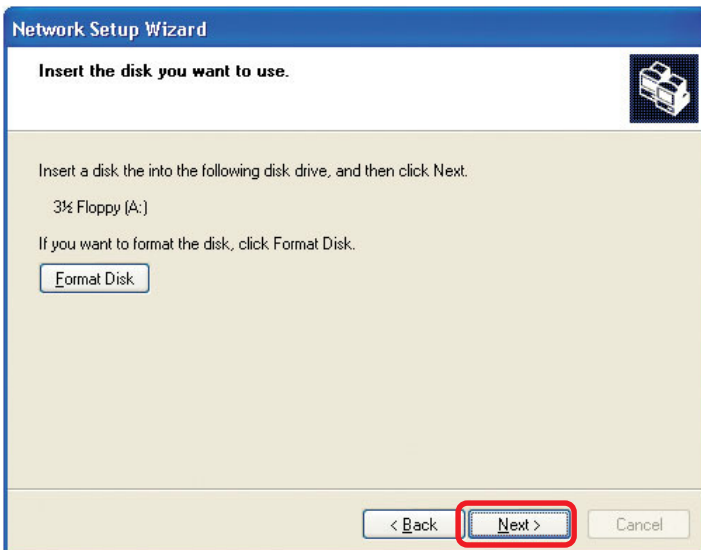 Network Setup Wizard
Insert the disk you want to use.
Insert a disk the into the following disk drive, and then click Next.
3½ Floppy (A:)
If you want to format the disk, click Format Disk.
Format Disk
< Back Next > Cancel